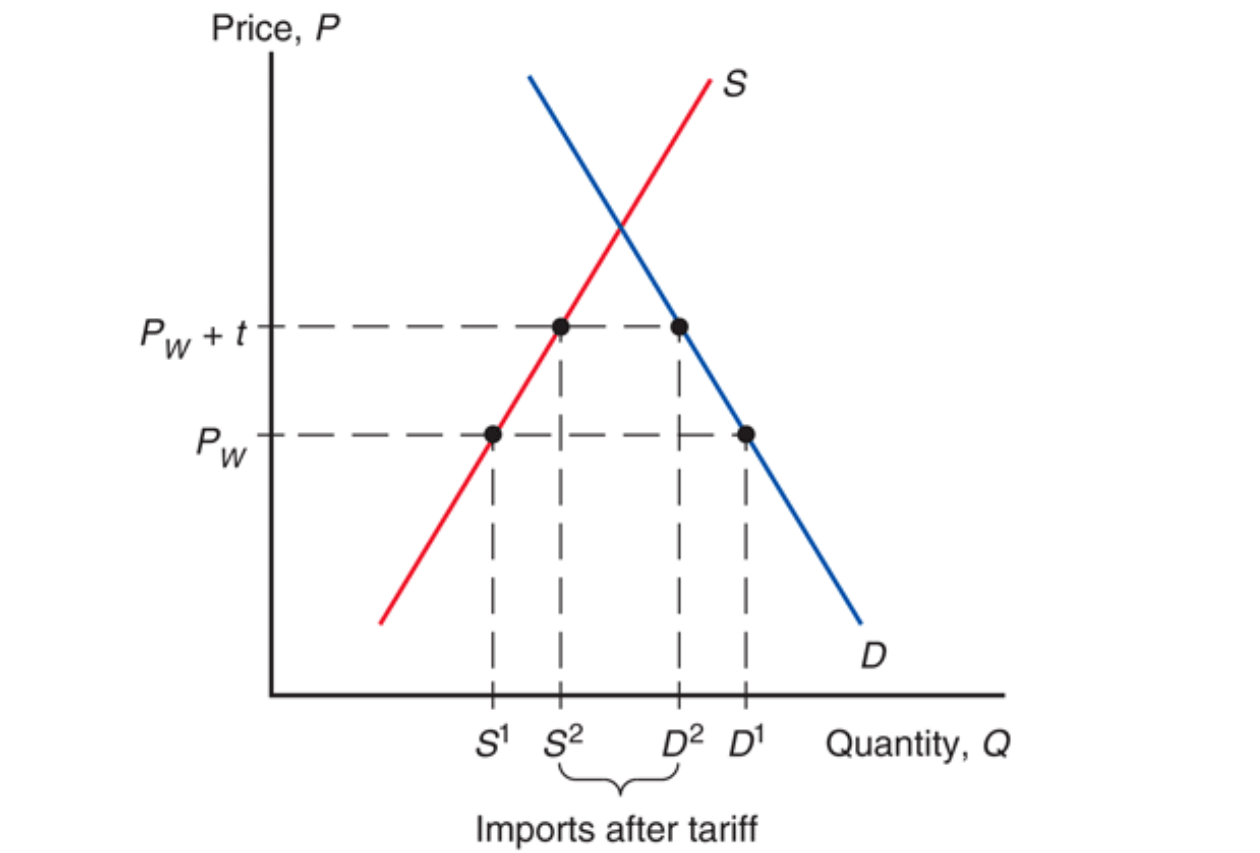 Price, P
S
P_W + t
P_W
D
S¹ S² D² D¹ Quantity, Q
Imports after tariff